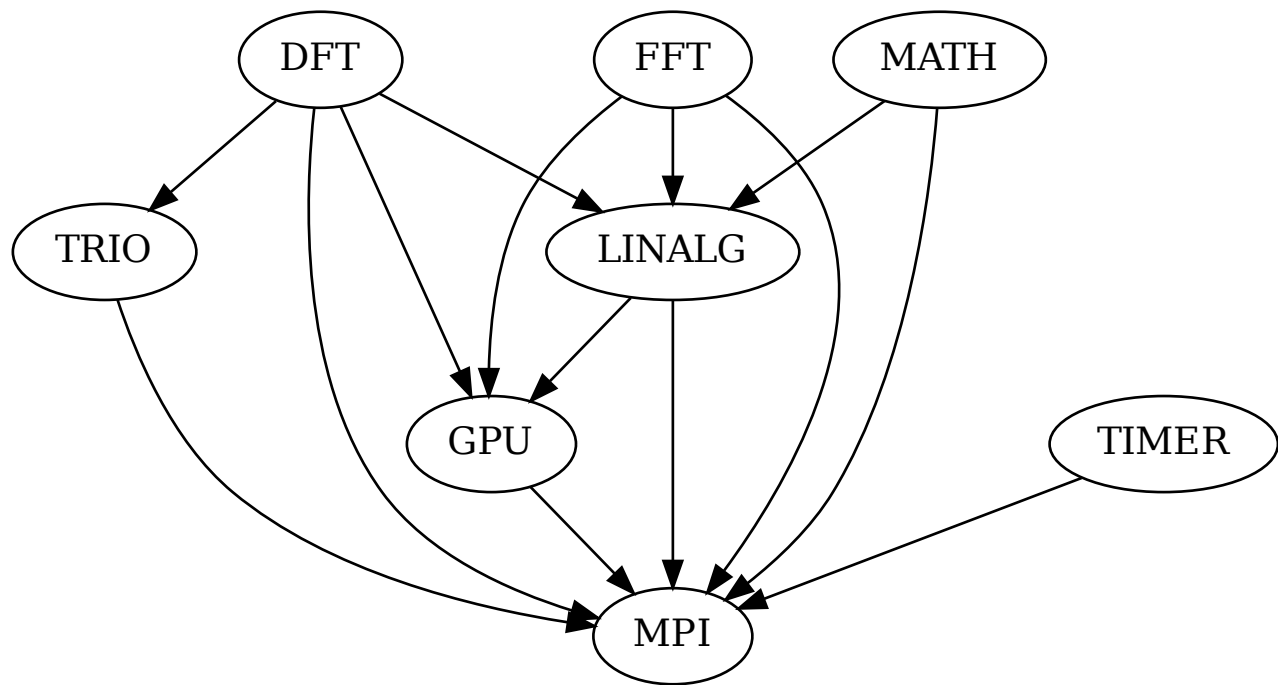 DFT
FFT
MATH
TRIO
LINALG
GPU
TIMER
MPI